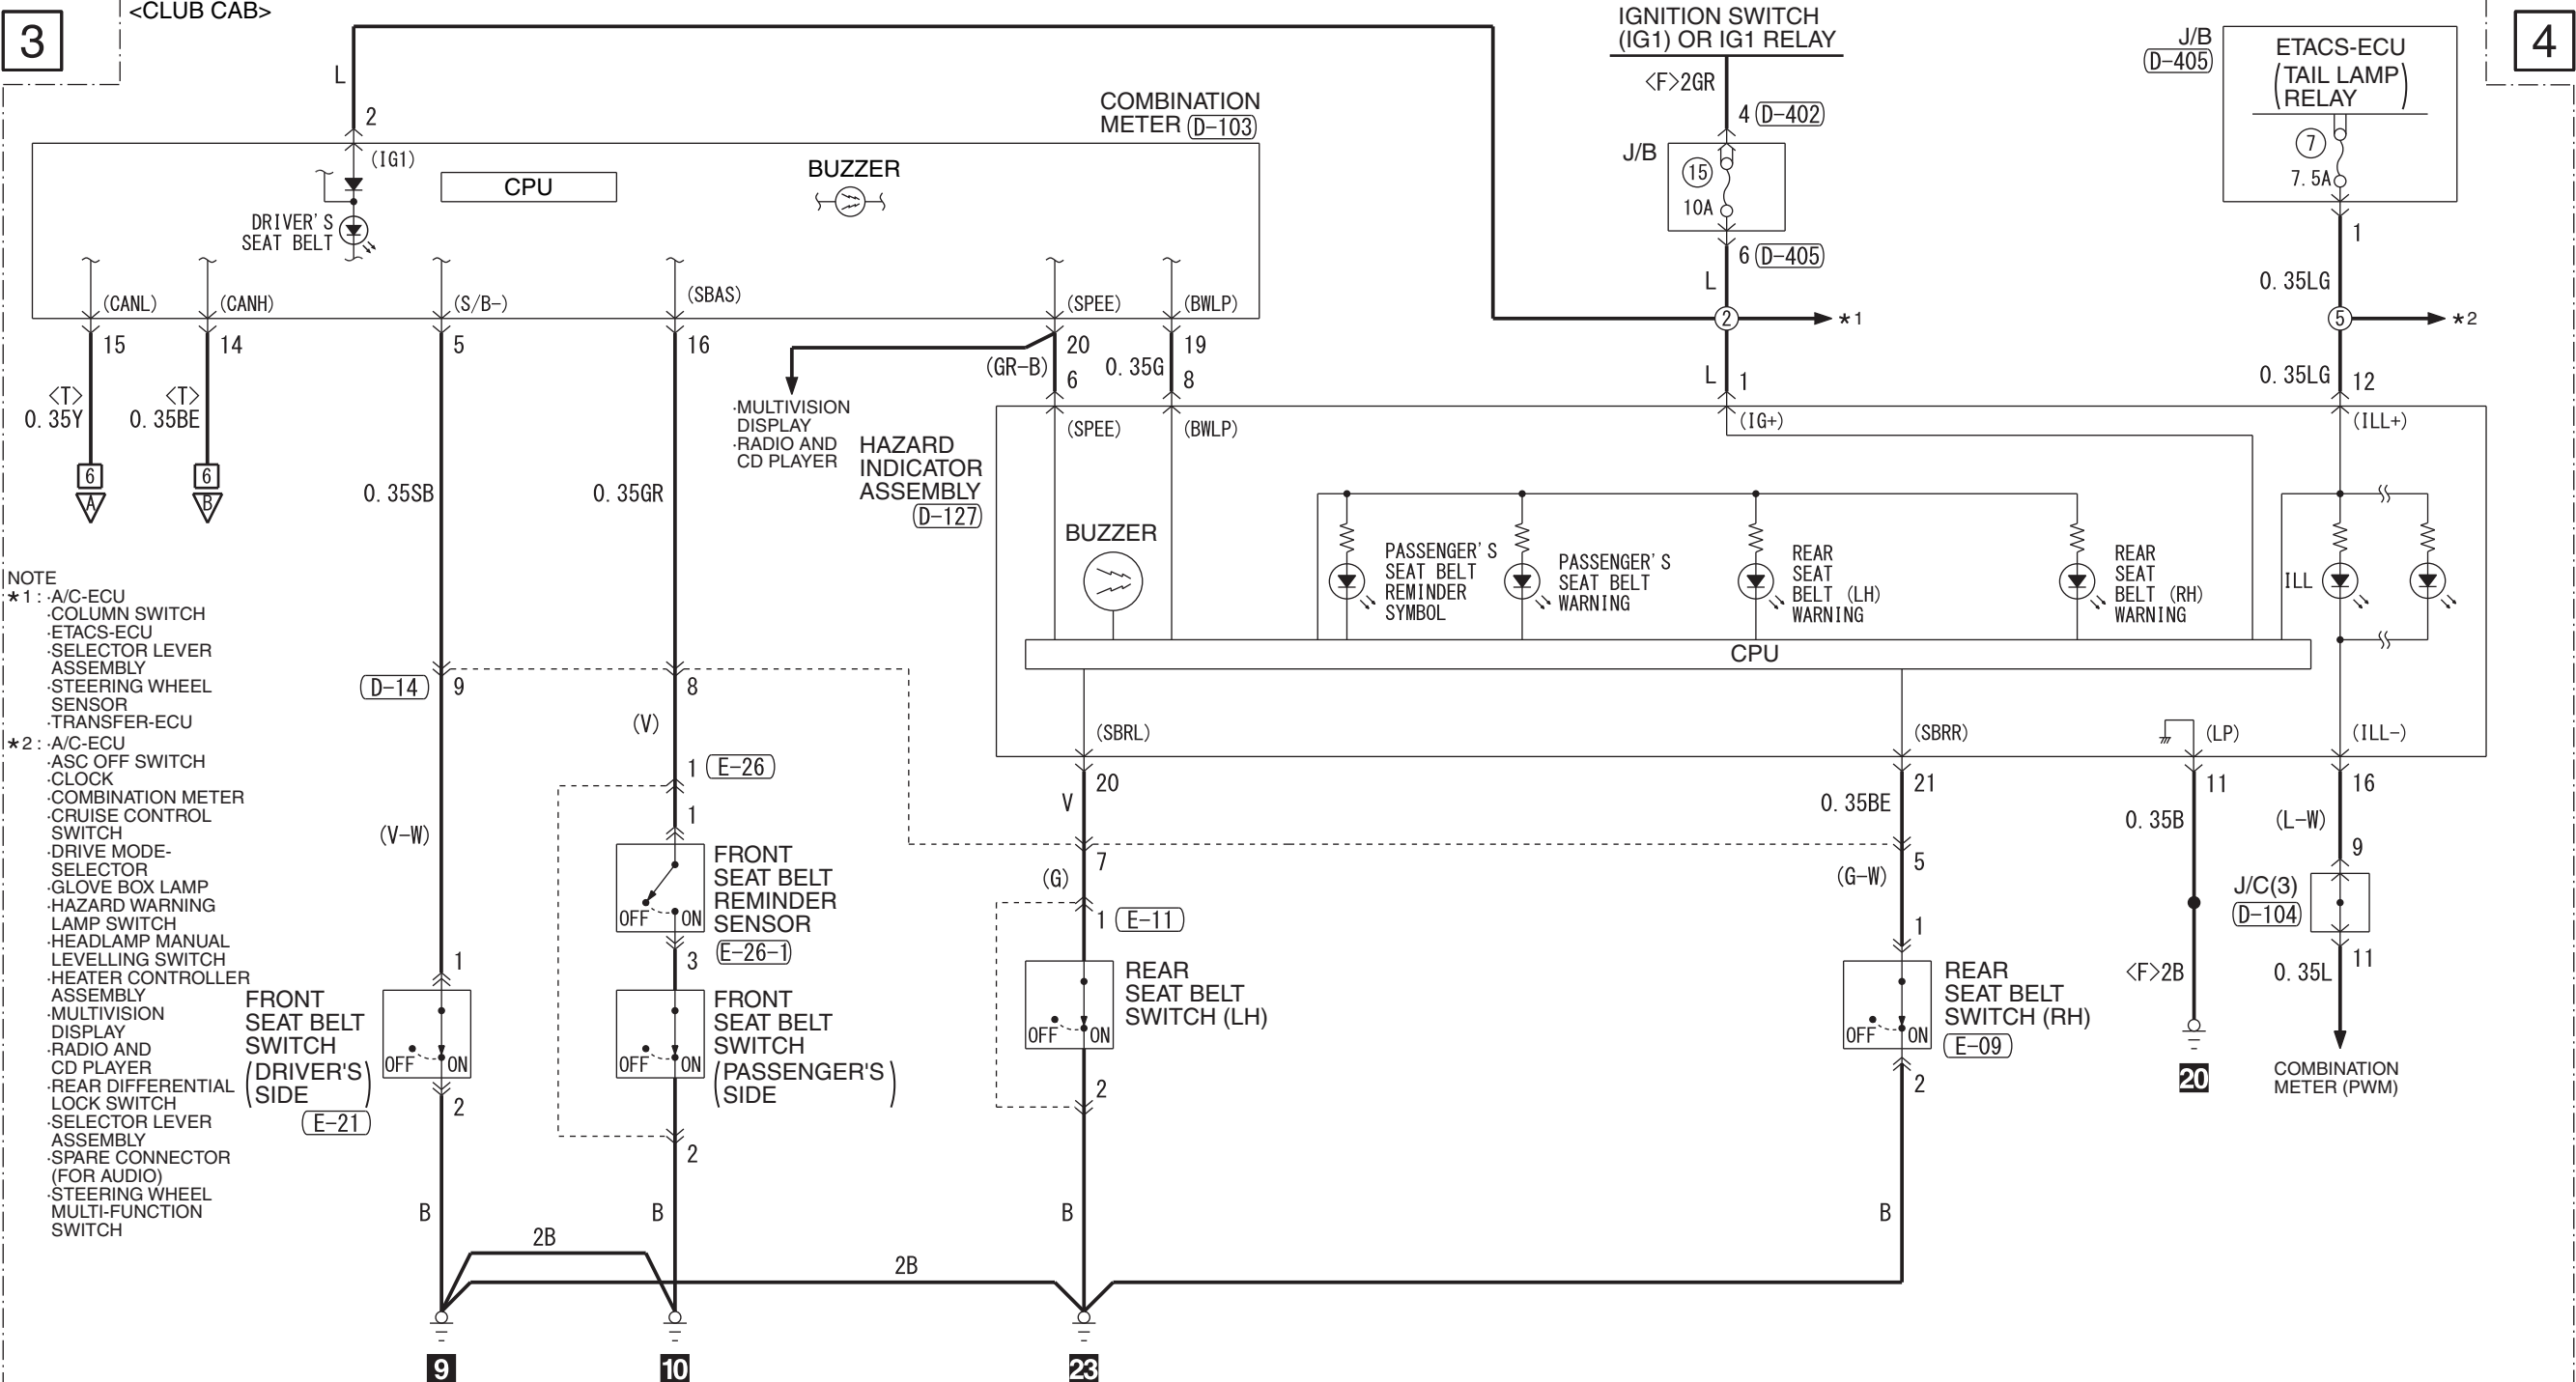 3
<CLUB CAB>
4
L
2
(IG1)
CPU
BUZZER
DRIVER'S
SEAT BELT
COMBINATION
METER (D-103)
(CANL)
(CANH)
(S/B-)
(SBAS)
(SPEE)
(BWLP)
15
14
5
16
20
19
IGNITION SWITCH
(IG1) OR IG1 RELAY
<F>2GR
4 (D-402)
J/B
15
10A
6 (D-405)
L
2
*1
L
1
J/B
(D-405)
ETACS-ECU
(TAIL LAMP
RELAY)
7
7.5A
1
0.35LG
5
*2
0.35LG
12
<T>
0.35Y
<T>
0.35BE
6
A
6
B
(GR-B)
6
0.35G
8
·MULTIVISION
DISPLAY
·RADIO AND
CD PLAYER
HAZARD
INDICATOR
ASSEMBLY
(D-127)
(SPEE)
(BWLP)
(IG+)
(ILL+)
BUZZER
PASSENGER'S
SEAT BELT
REMINDER
SYMBOL
PASSENGER'S
SEAT BELT
WARNING
REAR
SEAT
BELT (LH)
WARNING
REAR
SEAT
BELT (RH)
WARNING
ILL
CPU
(SBRL)
(SBRR)
(LP)
(ILL-)
20
21
11
16
0.35SB
0.35GR
NOTE
*1 : ·A/C-ECU
·COLUMN SWITCH
·ETACS-ECU
·SELECTOR LEVER
ASSEMBLY
·STEERING WHEEL
SENSOR
·TRANSFER-ECU
*2 : ·A/C-ECU
·ASC OFF SWITCH
·CLOCK
·COMBINATION METER
·CRUISE CONTROL
SWITCH
·DRIVE MODE-
SELECTOR
·GLOVE BOX LAMP
·HAZARD WARNING
LAMP SWITCH
·HEADLAMP MANUAL
LEVELLING SWITCH
·HEATER CONTROLLER
ASSEMBLY
·MULTIVISION
DISPLAY
·RADIO AND
CD PLAYER
·REAR DIFFERENTIAL
LOCK SWITCH
·SELECTOR LEVER
ASSEMBLY
·SPARE CONNECTOR
(FOR AUDIO)
·STEERING WHEEL
MULTI-FUNCTION
SWITCH
(D-14)
9
8
(V)
1 (E-26)
1
(V-W)
FRONT
SEAT BELT
REMINDER
SENSOR
(E-26-1)
OFF
ON
3
1
FRONT
SEAT BELT
SWITCH
(DRIVER'S
SIDE)
(E-21)
OFF
ON
2
FRONT
SEAT BELT
SWITCH
(PASSENGER'S
SIDE)
OFF
ON
2
V
7
(G)
1 (E-11)
REAR
SEAT BELT
SWITCH (LH)
OFF
ON
2
0.35BE
5
(G-W)
1
REAR
SEAT BELT
SWITCH (RH)
(E-09)
OFF
ON
2
0.35B
<F>2B
20
(L-W)
9
J/C(3)
(D-104)
11
0.35L
COMBINATION
METER (PWM)
B
B
B
B
2B
2B
9
10
23